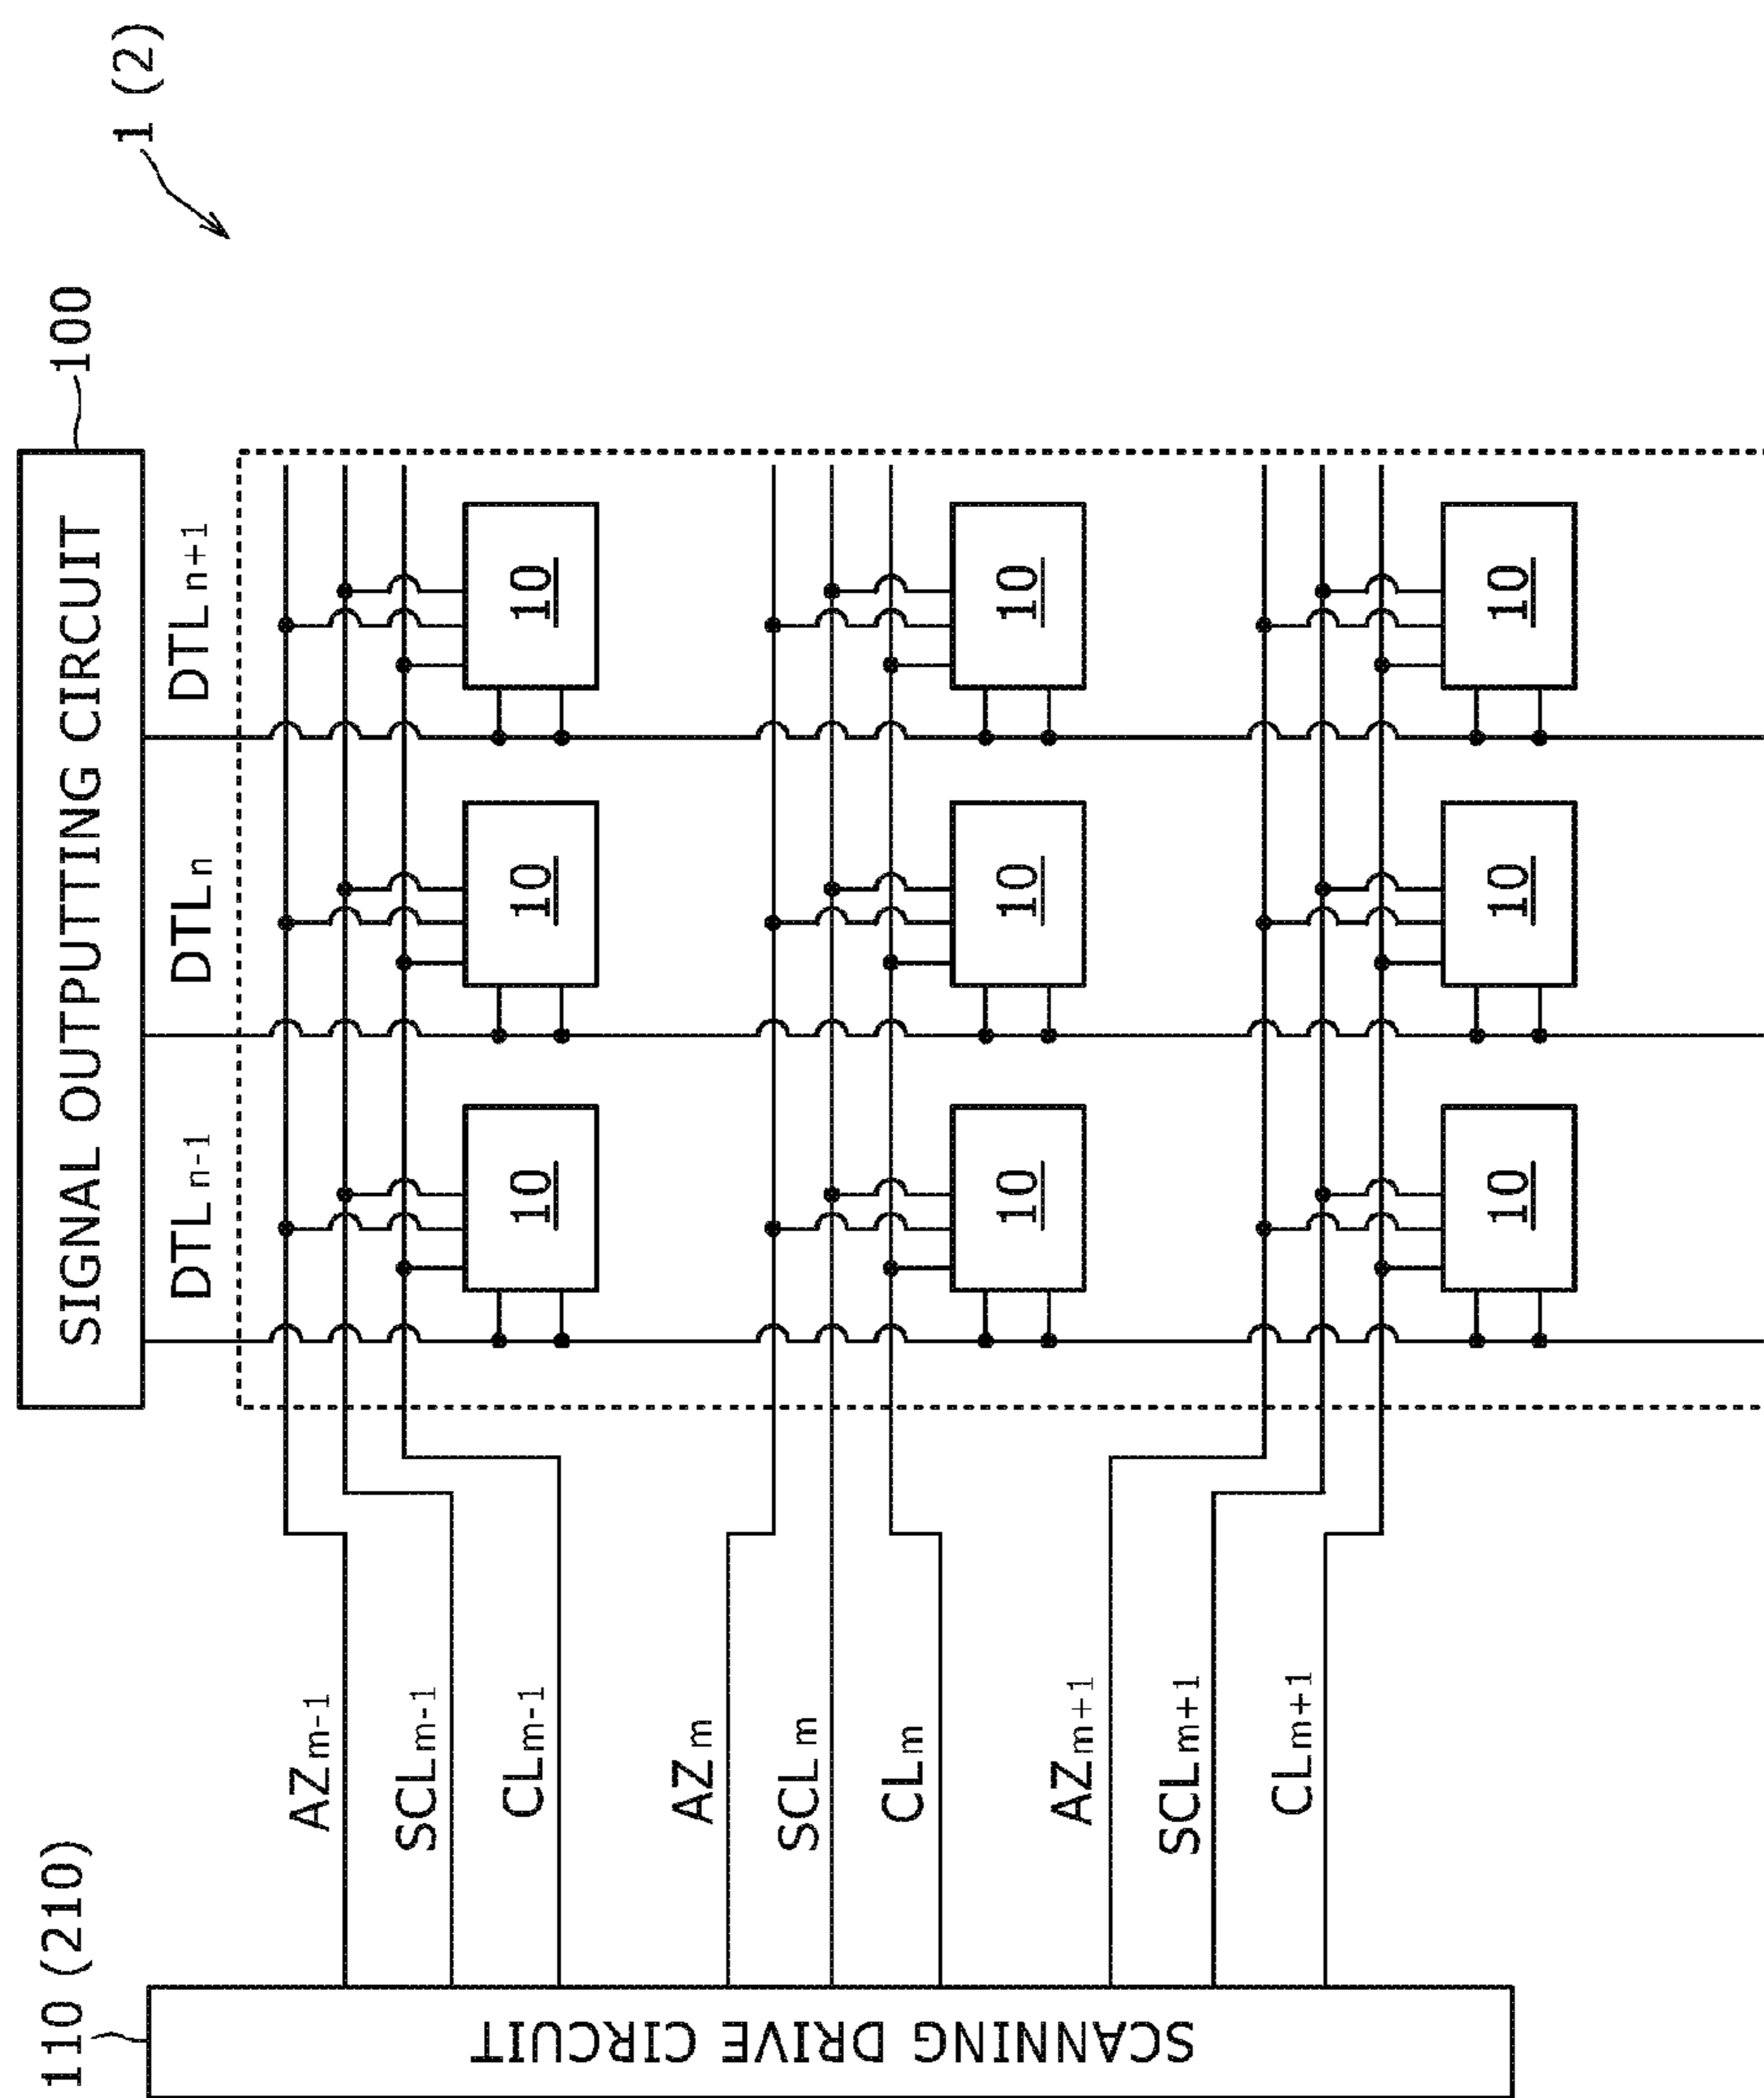 1 (2)
100
SIGNAL OUTPUTTING CIRCUIT
DTLn-1
DTLn
DTLn+1
110 (210)
SCANNING DRIVE CIRCUIT
AZm-1
SCLm-1
CLm-1
10
10
10
AZm
SCLm
CLm
10
10
10
AZm+1
SCLm+1
CLm+1
10
10
10